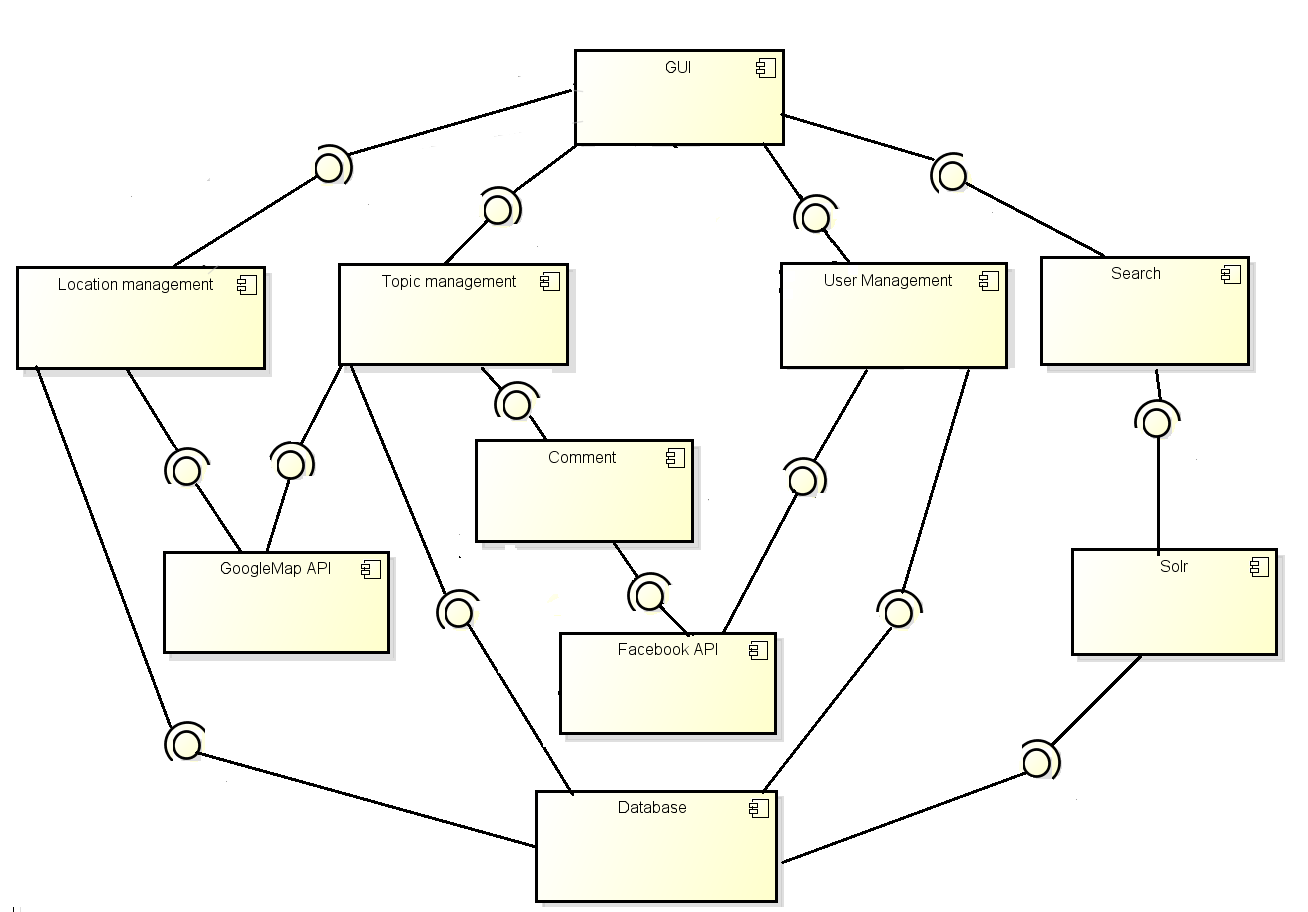 GUI
Location management
Topic management
User Management
Search
Comment
GoogleMap API
Solr
Facebook API
Database